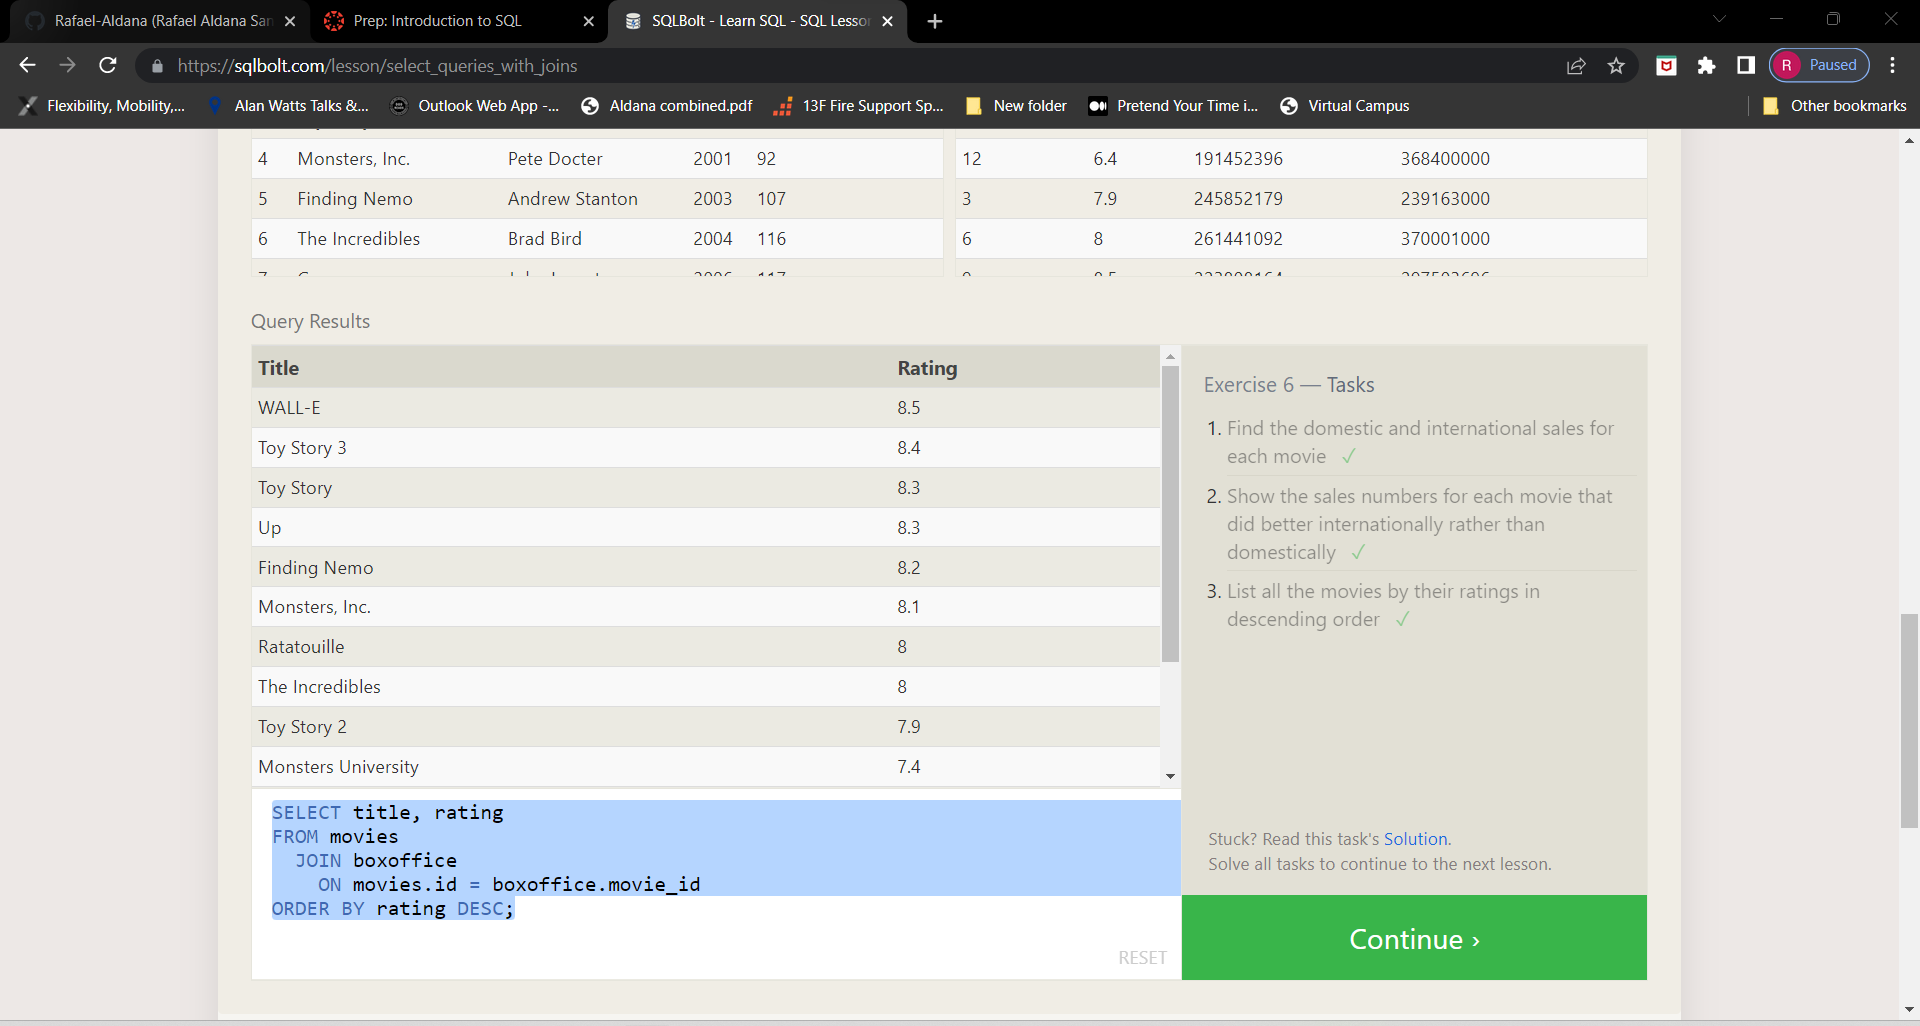 Rafael-Aldana (Rafael Aldana San
Prep: Introduction to SQL
SQLBolt - Learn SQL - SQL Lesso
https://sqlbolt.com/lesson/select_queries_with_joins
R Paused
Flexibility, Mobility,...
Alan Watts Talks &...
Outlook Web App -...
Aldana combined.pdf
13F Fire Support Sp...
New folder
Pretend Your Time i...
Virtual Campus
Other bookmarks
4 Monsters, Inc. Pete Docter 2001 92
12 6.4 191452396 368400000
5 Finding Nemo Andrew Stanton 2003 107
3 7.9 245852179 239163000
6 The Incredibles Brad Bird 2004 116
6 8 261441092 370001000
Query Results
Title Rating
WALL-E 8.5
Toy Story 3 8.4
Toy Story 8.3
Up 8.3
Finding Nemo 8.2
Monsters, Inc. 8.1
Ratatouille 8
The Incredibles 8
Toy Story 2 7.9
Monsters University 7.4
SELECT title, rating
FROM movies
JOIN boxoffice
ON movies.id = boxoffice.movie_id
ORDER BY rating DESC;
RESET
Exercise 6 — Tasks
1. Find the domestic and international sales for
each movie ✓
2. Show the sales numbers for each movie that
did better internationally rather than
domestically ✓
3. List all the movies by their ratings in
descending order ✓
Stuck? Read this task's Solution.
Solve all tasks to continue to the next lesson.
Continue ›